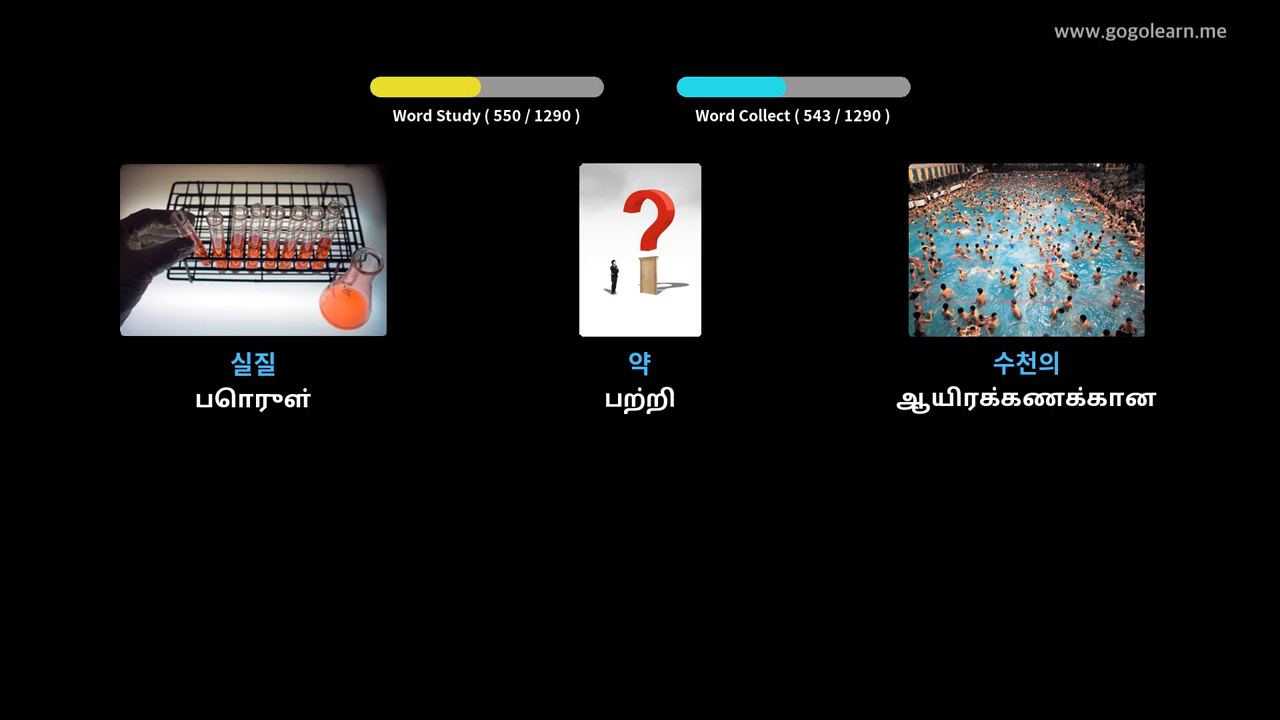 www.gogolearn.me
Word Study ( 550 / 1290 )
Word Collect ( 543 / 1290 )
실질
பொருள்
약
பற்றி
수천의
ஆயிரக்கணக்கான